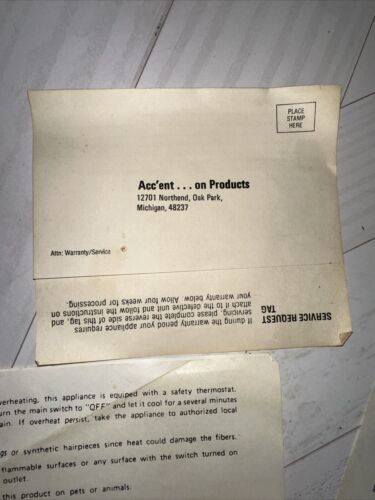 PLACE
STAMP
HERE
Acc'ent . . . on Products
12701 Northend, Oak Park,
Michigan, 48237
Attn: Warranty/Service
SERVICE REQUEST
TAG
If during the warranty period your appliance requires
servicing, please complete the reverse side of this tag, and
attach it to the defective unit and follow the instructions on
your warranty below. Allow four weeks for processing.
verheating, this appliance is equiped with a safety thermostat.
urn the main switch to "OFF" and let it cool for a several minutes
ain. If overheat persist, take the appliance to authorized local
gs or synthetic hairpieces since heat could damage the fibers.
flammable surfaces or any surface with the switch turned on
outlet.
this product on pets or animals.